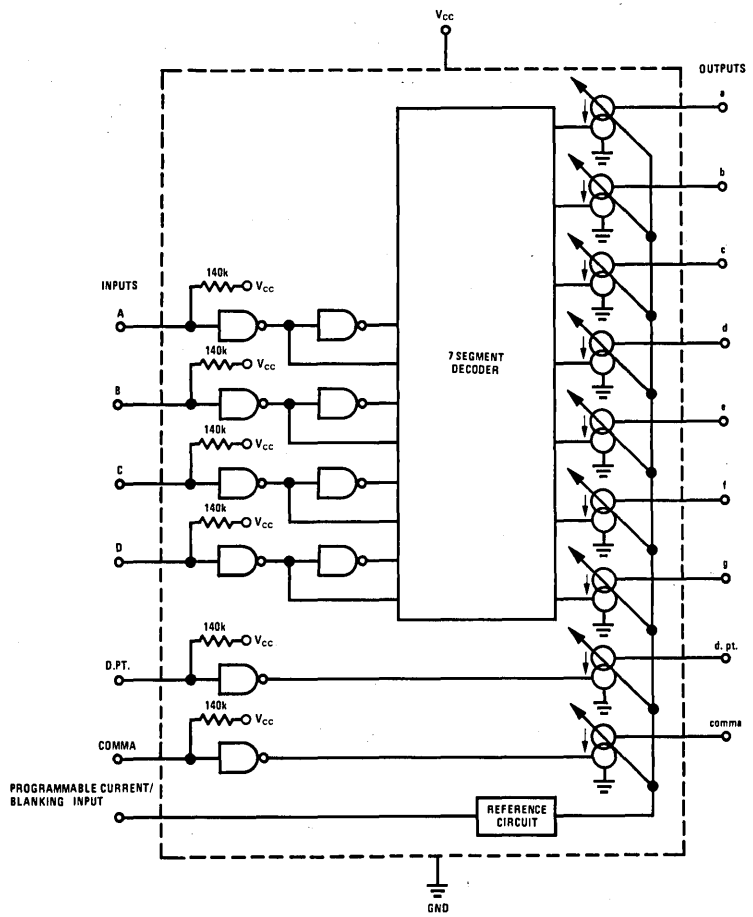 VCC
OUTPUTS
a
b
c
d
e
f
g
d. pt.
comma
INPUTS
A
140k
VCC
B
140k
VCC
C
140k
VCC
D
140k
VCC
7 SEGMENT
DECODER
D.PT.
140k
VCC
COMMA
140k
VCC
PROGRAMMABLE CURRENT/
BLANKING INPUT
REFERENCE
CIRCUIT
GND